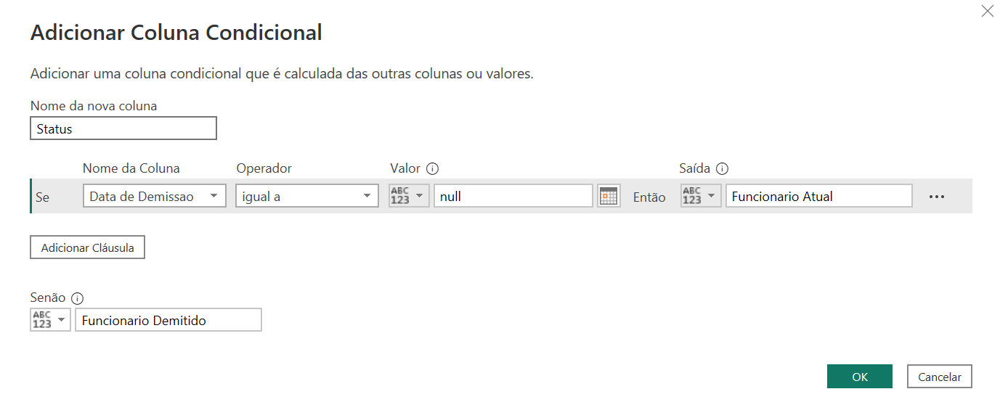 Adicionar Coluna Condicional
Adicionar uma coluna condicional que é calculada das outras colunas ou valores.
Nome da nova coluna
Status
Nome da Coluna Operador Valor Saída
Se Data de Demissao igual a ABC 123 null Então ABC 123 Funcionario Atual
Adicionar Cláusula
Senão
ABC 123 Funcionario Demitido
OK Cancelar